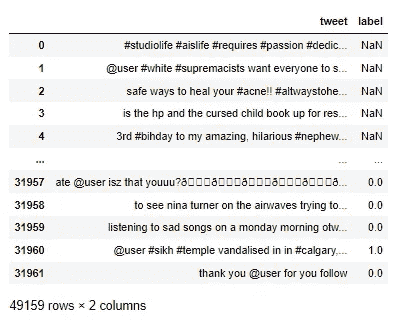 tweet label
0 #studiolife #aislife #requires #passion #dedic... NaN
1 @user #white #supremacists want everyone to s... NaN
2 safe ways to heal your #acne!! #altwaystohe... NaN
3 is the hp and the cursed child book up for res... NaN
4 3rd #bihday to my amazing, hilarious #nephew... NaN
... ... ...
31957 ate @user isz that youuu?ð□□□ð□□□ð□□□ð□□□ð□□□ð... 0.0
31958 to see nina turner on the airwaves trying to... 0.0
31959 listening to sad songs on a monday morning otw... 0.0
31960 @user #sikh #temple vandalised in in #calgary,... 1.0
31961 thank you @user for you follow 0.0
49159 rows × 2 columns